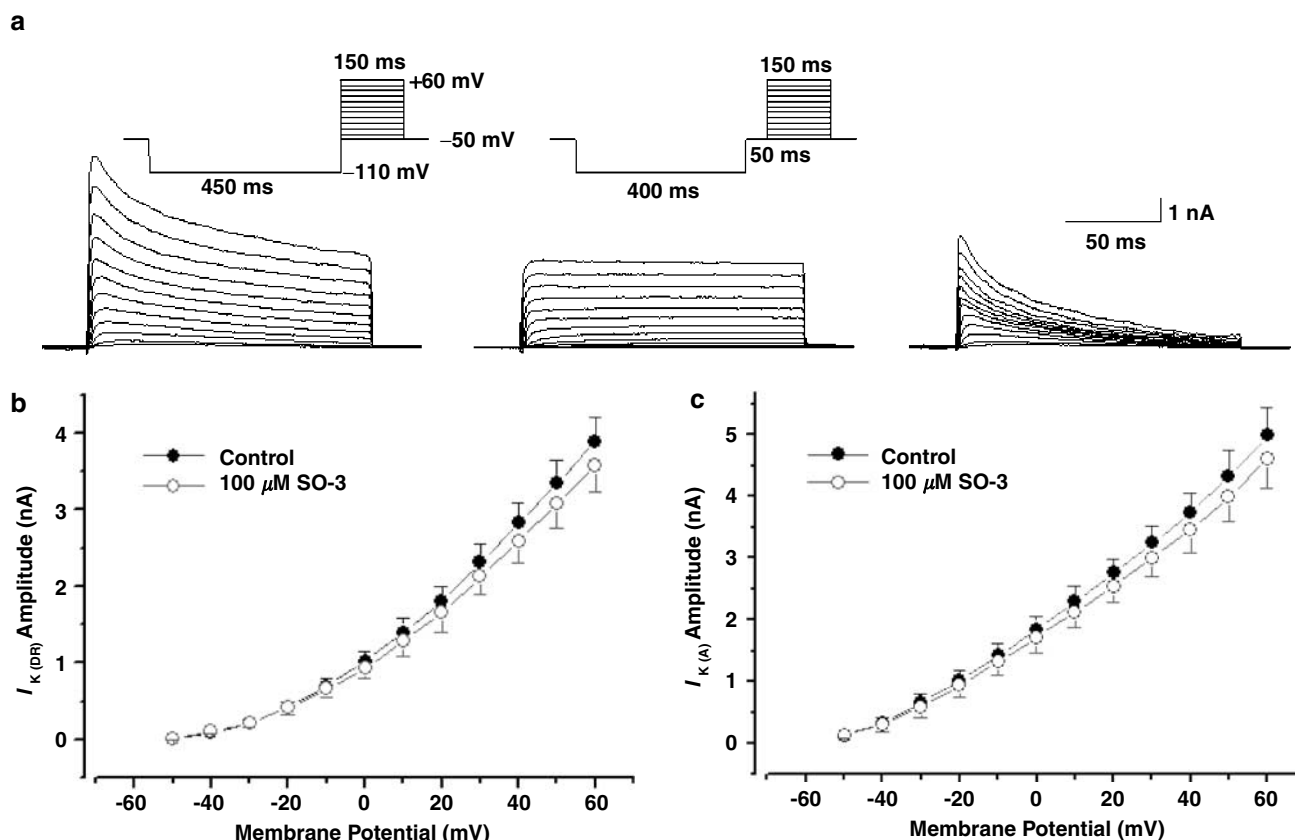 a
150 ms
+60 mV
−50 mV
−110 mV
450 ms
150 ms
50 ms
400 ms
1 nA
50 ms
b
Control
100 μM SO-3
I K (DR) Amplitude (nA)
4
3
2
1
0
-60 -40 -20 0 20 40 60
Membrane Potential (mV)
c
Control
100 μM SO-3
I K (A) Amplitude (nA)
5
4
3
2
1
0
-60 -40 -20 0 20 40 60
Membrane Potential (mV)